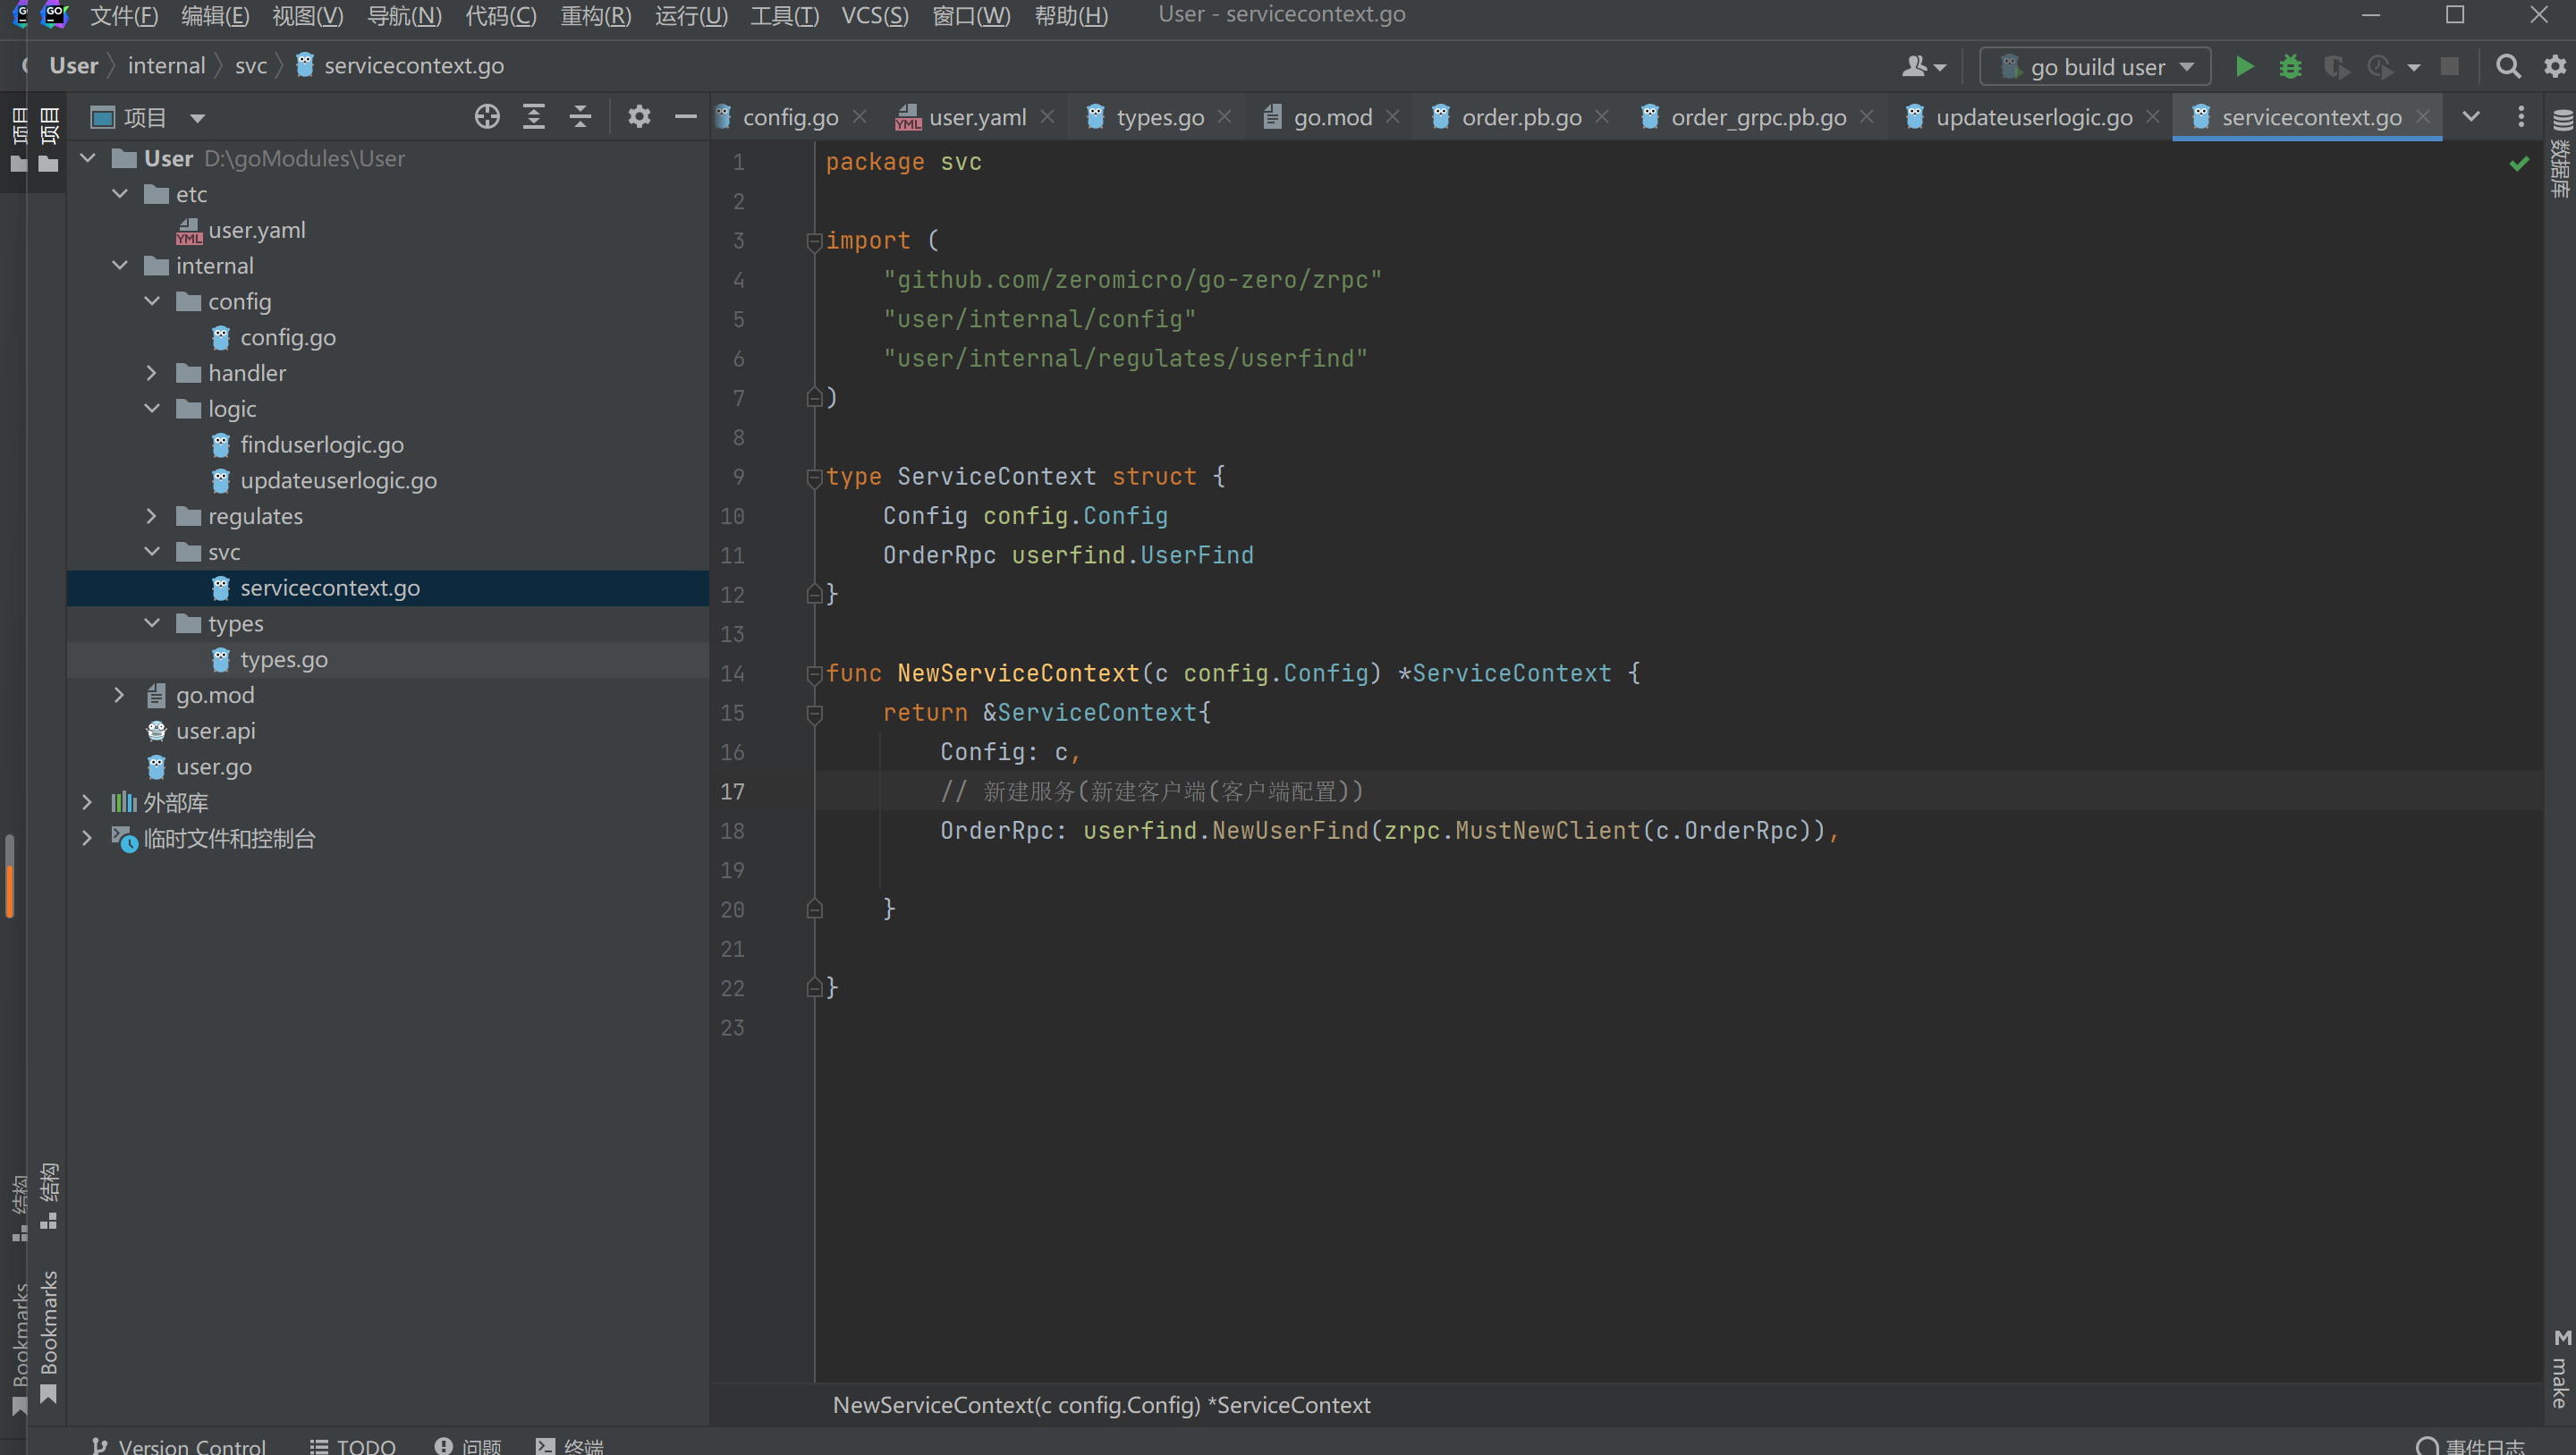 文件(F) 编辑(E) 视图(V) 导航(N) 代码(C) 重构(R) 运行(U) 工具(T) VCS(S) 窗口(W) 帮助(H) User - servicecontext.go
User internal svc servicecontext.go go build user
项目
config.go user.yaml types.go go.mod order.pb.go order_grpc.pb.go updateuserlogic.go servicecontext.go
项目
项目
User D:\goModules\User
etc
user.yaml
internal
config
config.go
handler
logic
finduserlogic.go
updateuserlogic.go
regulates
svc
servicecontext.go
types
types.go
go.mod
user.api
user.go
外部库
临时文件和控制台
结构
结构
Bookmarks
Bookmarks
1 package svc
2
3 import (
4 "github.com/zeromicro/go-zero/zrpc"
5 "user/internal/config"
6 "user/internal/regulates/userfind"
7 )
8
9 type ServiceContext struct {
10 Config config.Config
11 OrderRpc userfind.UserFind
12 }
13
14 func NewServiceContext(c config.Config) *ServiceContext {
15 return &ServiceContext{
16 Config: c,
17 // 新建服务(新建客户端(客户端配置))
18 OrderRpc: userfind.NewUserFind(zrpc.MustNewClient(c.OrderRpc)),
19
20 }
21
22 }
23
数据库
M make
NewServiceContext(c config.Config) *ServiceContext
Version Control TODO 问题 终端 事件日志